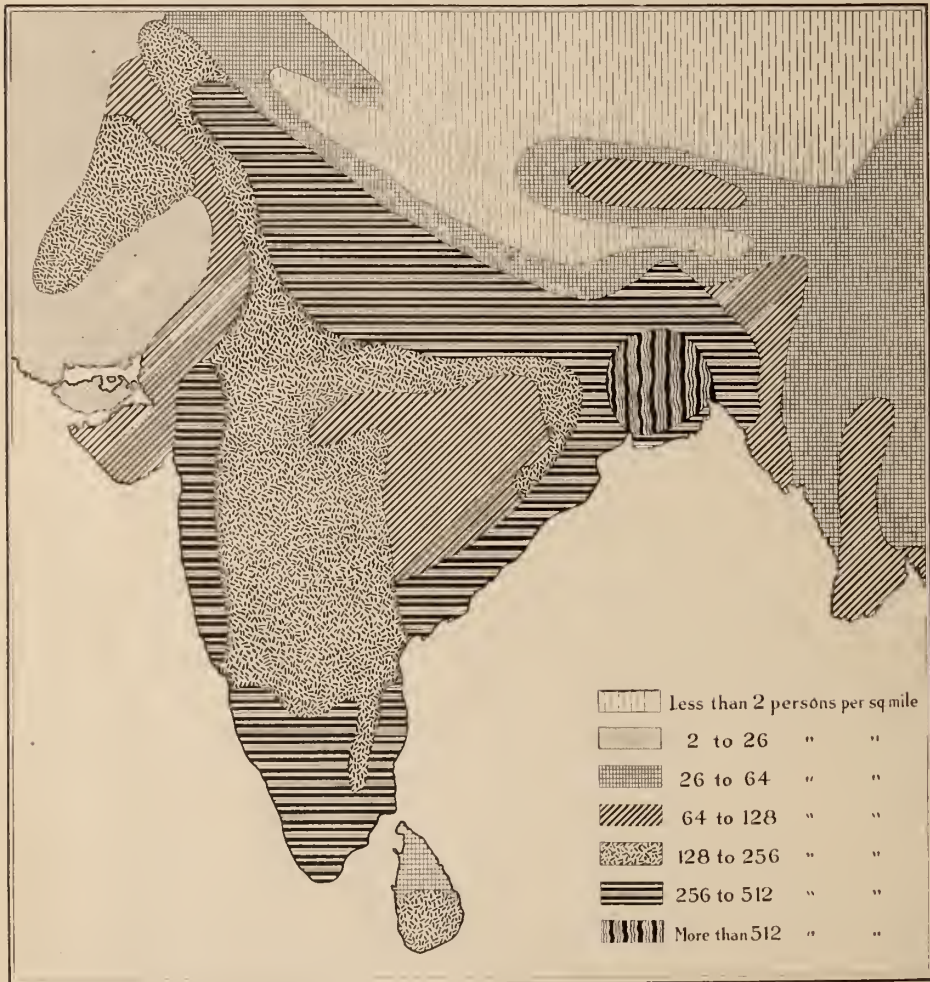 Less than 2 persons per sq mile
2 to 26 " "
26 to 64 " "
64 to 128 " "
128 to 256 " "
256 to 512 " "
More than 512 " "